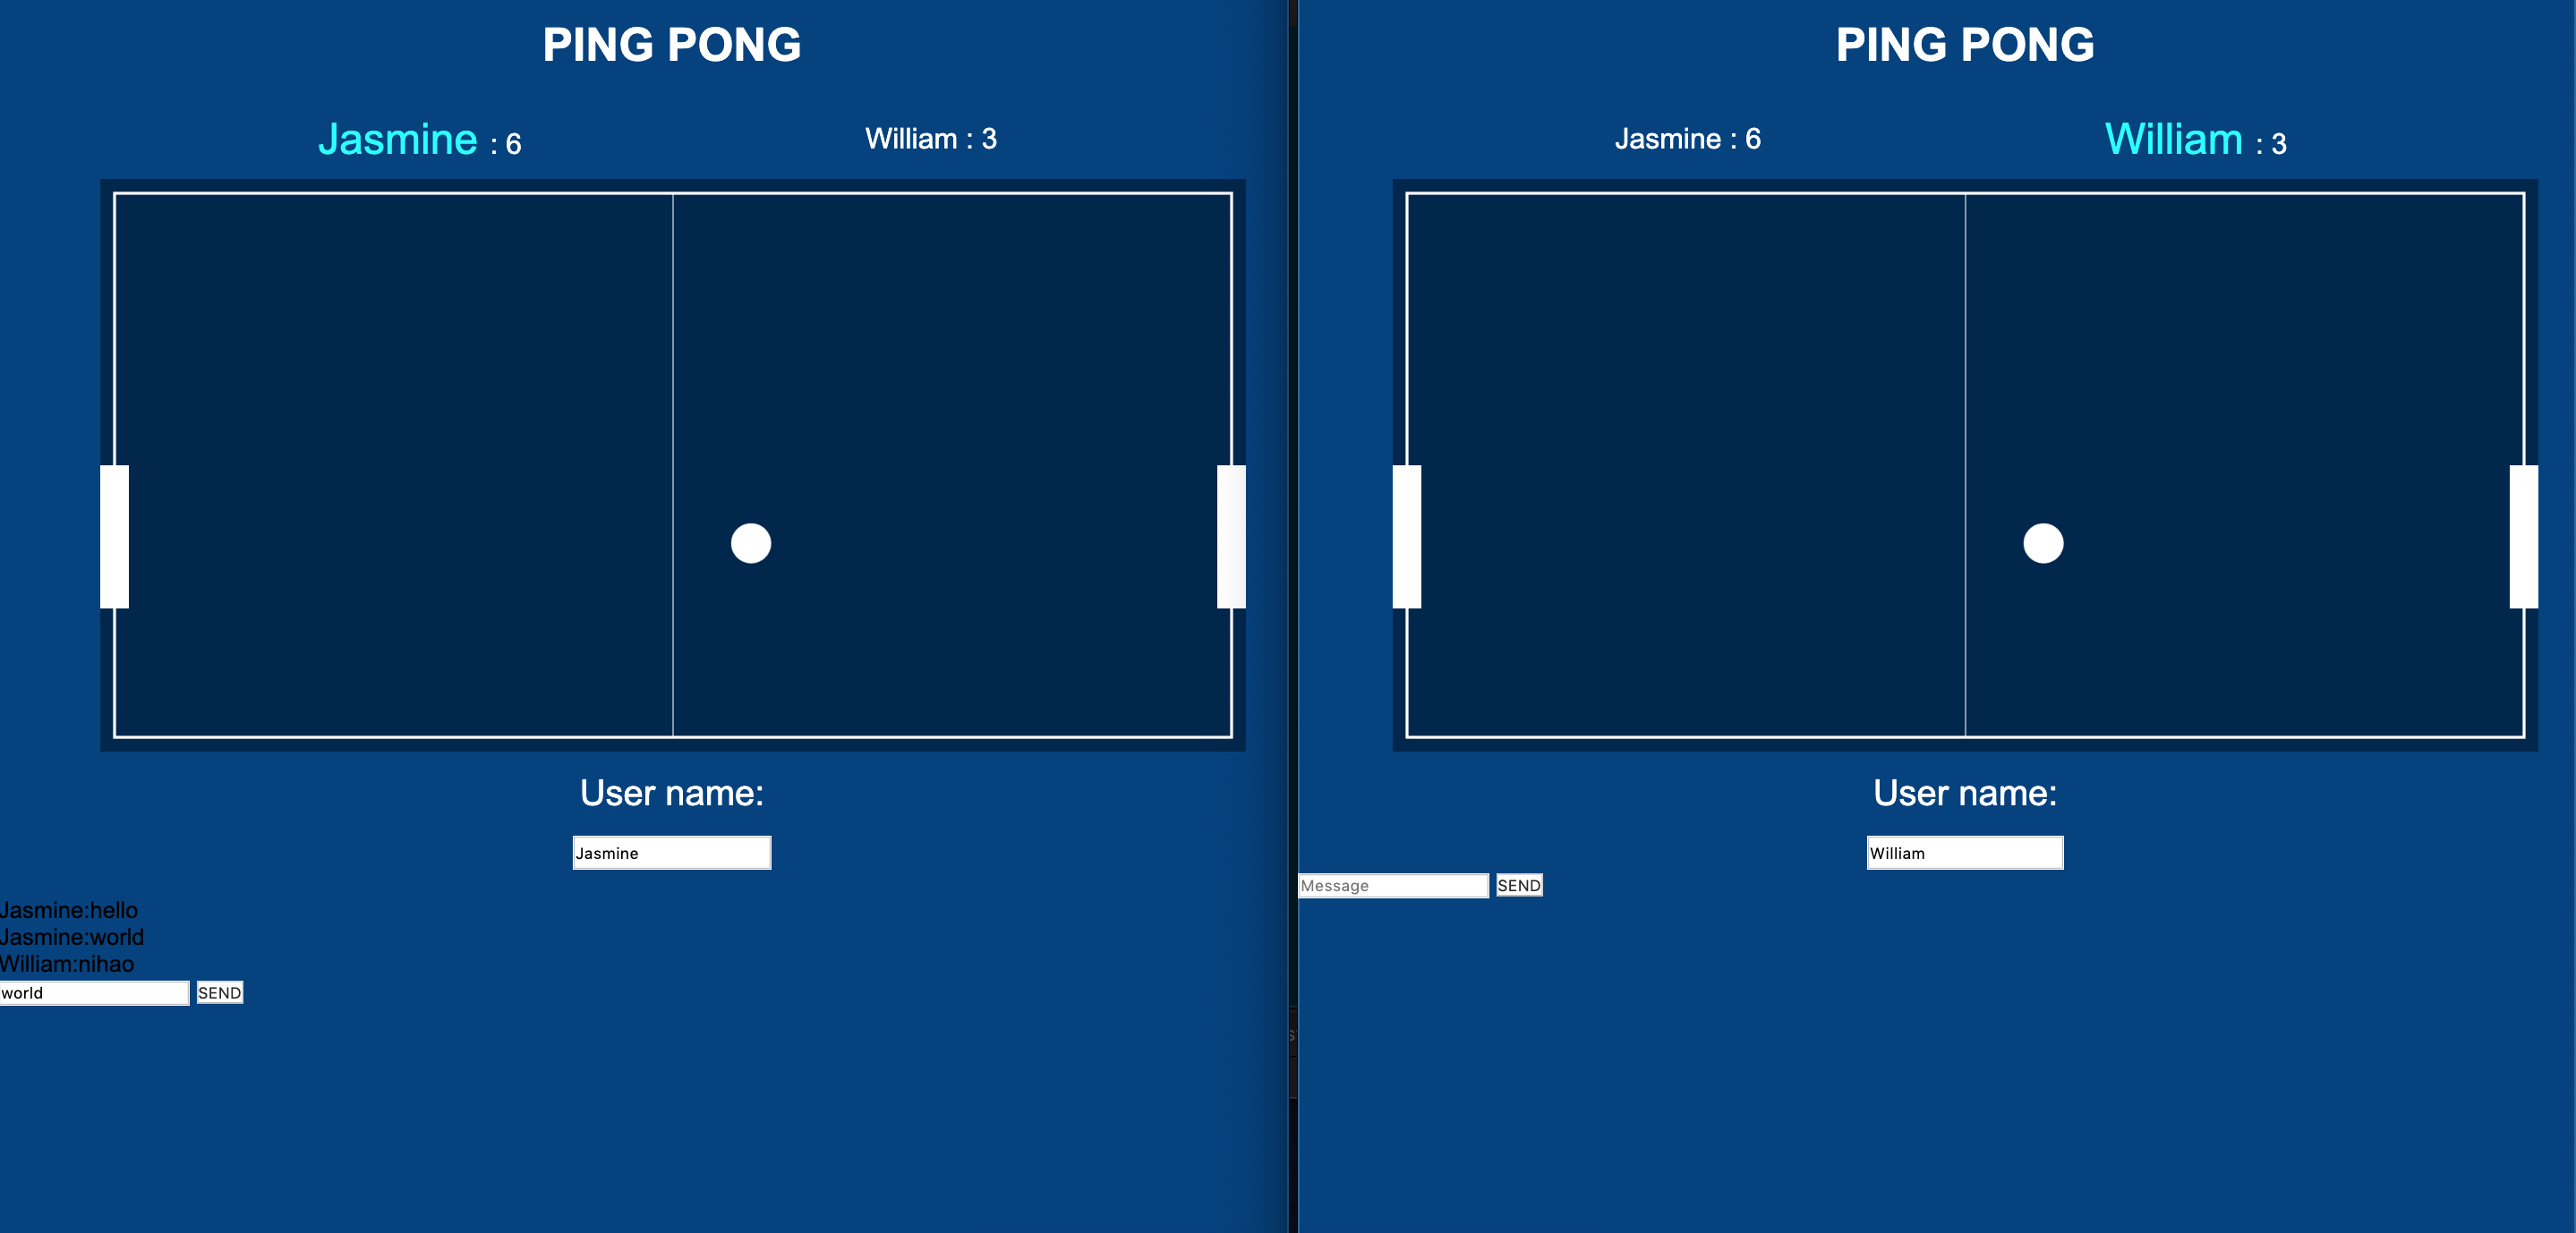 PING PONG
Jasmine : 6
William : 3
User name:
Jasmine
Jasmine:hello
Jasmine:world
William:nihao
world
SEND
PING PONG
Jasmine : 6
William : 3
User name:
William
Message
SEND